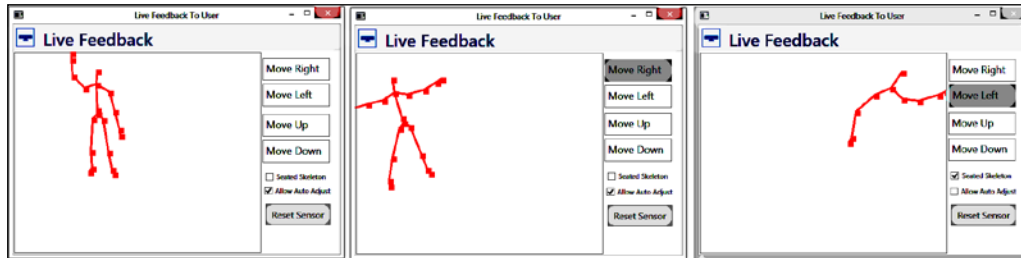 Live Feedback To User
Live Feedback
Move Right
Move Left
Move Up
Move Down
Seated Skeleton
Allow Auto Adjust
Reset Sensor
Live Feedback To User
Live Feedback
Move Right
Move Left
Move Up
Move Down
Seated Skeleton
Allow Auto Adjust
Reset Sensor
Live Feedback To User
Live Feedback
Move Right
Move Left
Move Up
Move Down
Seated Skeleton
Allow Auto Adjust
Reset Sensor